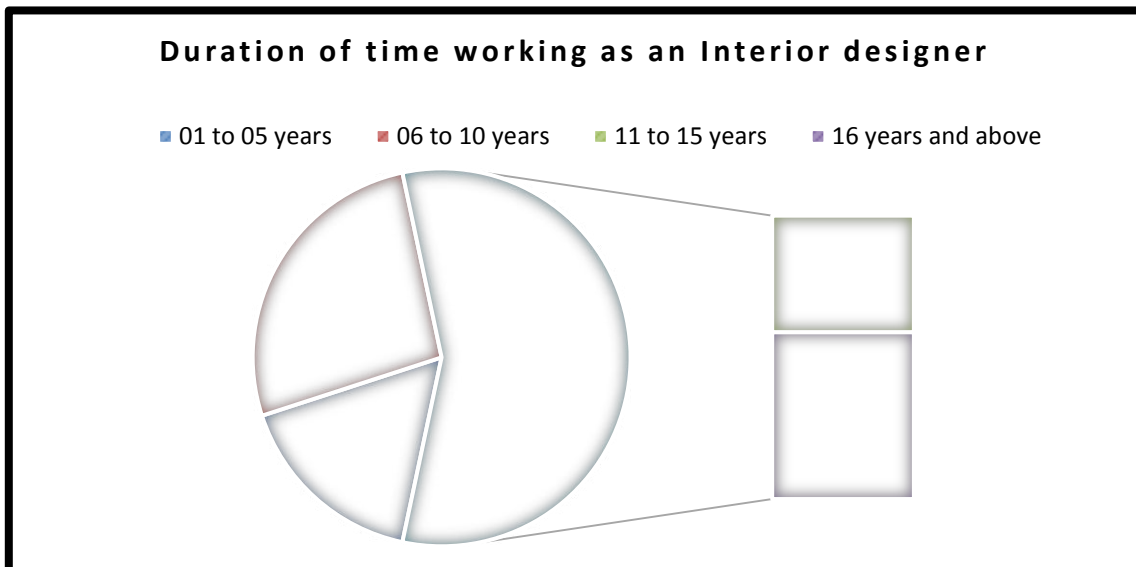 Duration of time working as an Interior designer
01 to 05 years 06 to 10 years 11 to 15 years 16 years and above